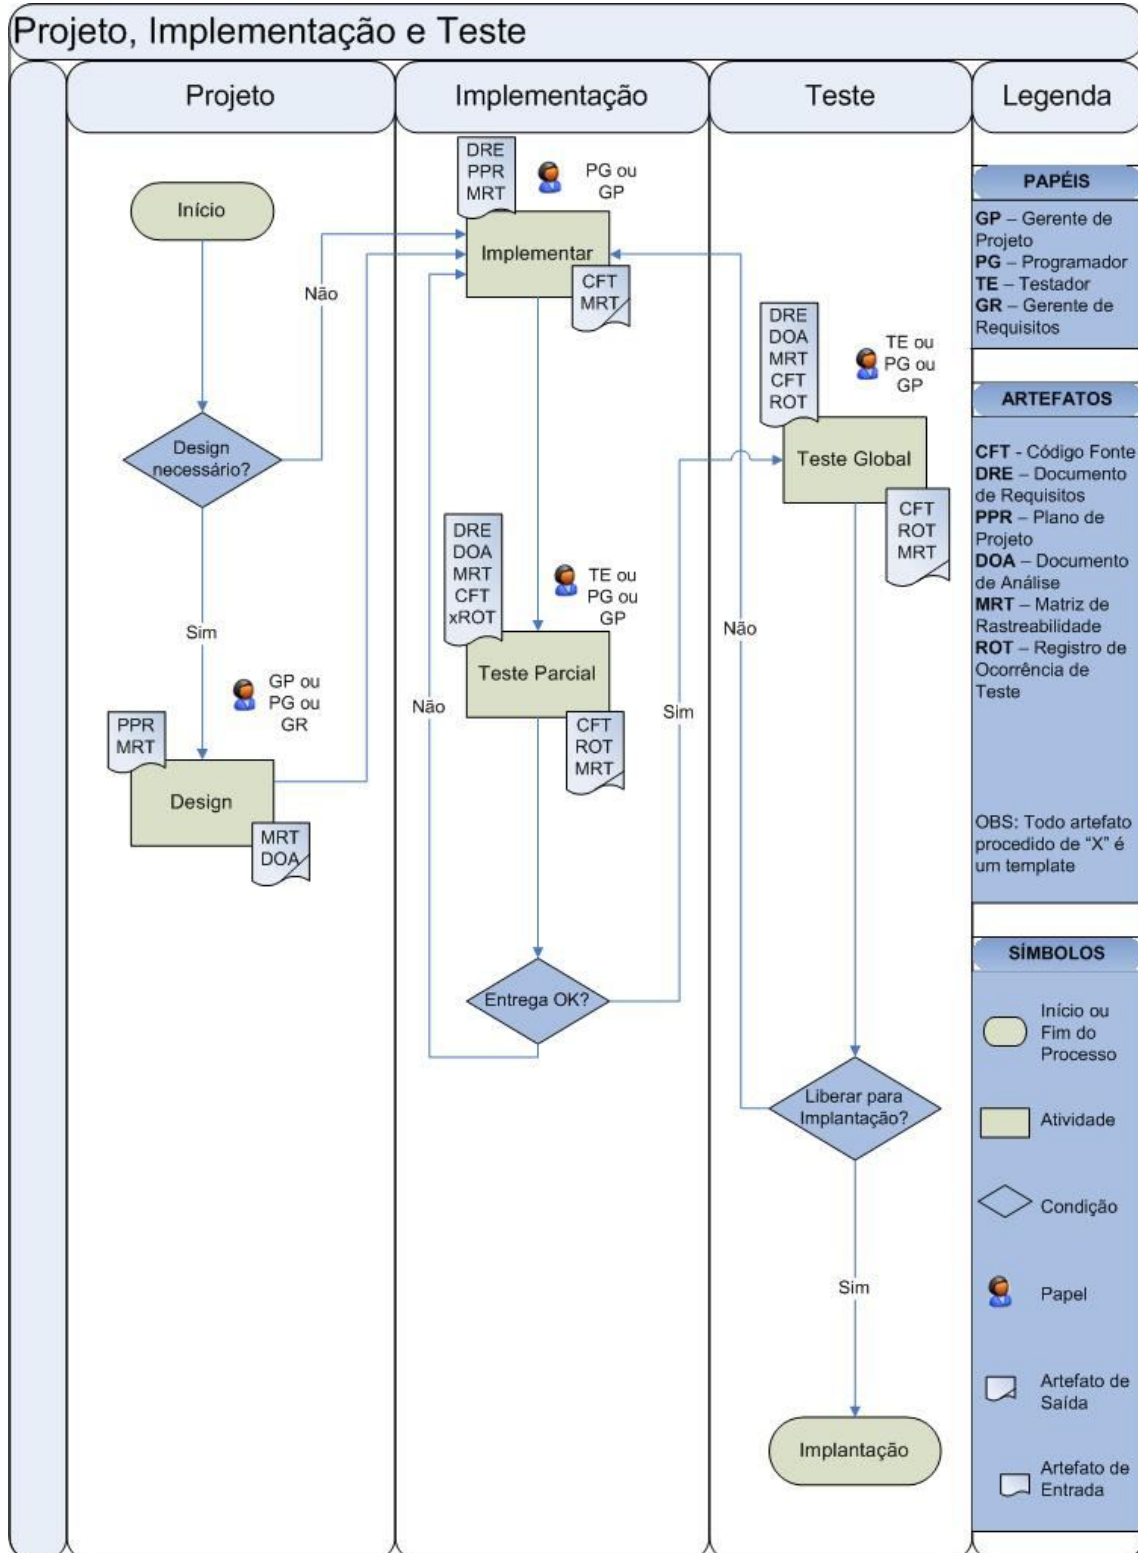 Projeto, Implementação e Teste
Projeto
Implementação
Teste
Legenda
Início
Não
Design
necessário?
Sim
GP ou
PG ou
GR
PPR
MRT
Design
MRT
DOA
DRE
PPR
MRT
PG ou
GP
Implementar
CFT
MRT
DRE
DOA
MRT
CFT
xROT
TE ou
PG ou
GP
Teste Parcial
CFT
ROT
MRT
Não
Sim
Entrega OK?
DRE
DOA
MRT
CFT
ROT
TE ou
PG ou
GP
Teste Global
CFT
ROT
MRT
Não
Liberar para
Implantação?
Sim
Implantação
PAPÉIS
GP – Gerente de
Projeto
PG – Programador
TE – Testador
GR – Gerente de
Requisitos
ARTEFATOS
CFT - Código Fonte
DRE – Documento
de Requisitos
PPR – Plano de
Projeto
DOA – Documento
de Análise
MRT – Matriz de
Rastreabilidade
ROT – Registro de
Ocorrência de
Teste
OBS: Todo artefato
procedido de “X” é
um template
SÍMBOLOS
Início ou
Fim do
Processo
Atividade
Condição
Papel
Artefato de
Saída
Artefato de
Entrada